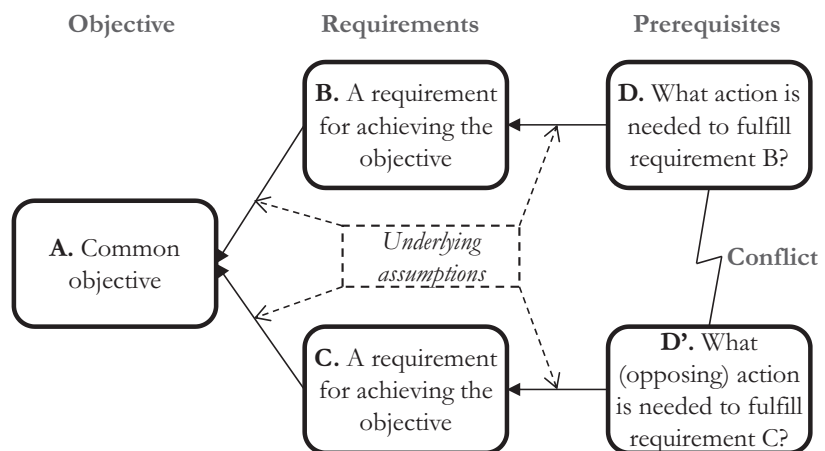 Objective
Requirements
Prerequisites
B. A requirement
for achieving the
objective
D. What action is
needed to fulfill
requirement B?
A. Common
objective
Underlying
assumptions
Conflict
C. A requirement
for achieving the
objective
D'. What
(opposing) action
is needed to fulfill
requirement C?